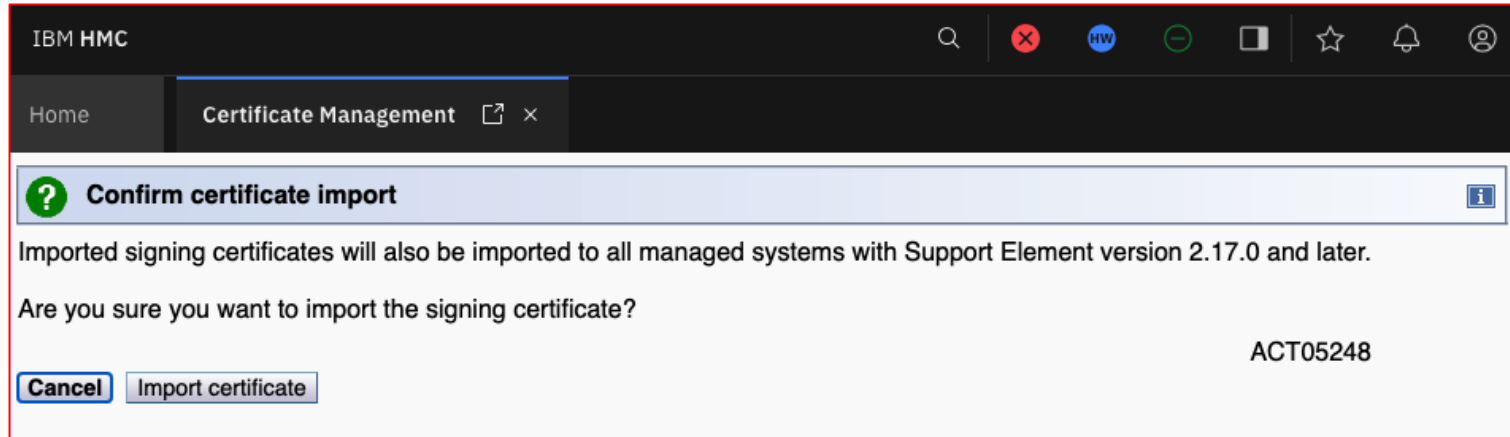 IBM HMC
HW
Home
Certificate Management
Confirm certificate import
Imported signing certificates will also be imported to all managed systems with Support Element version 2.17.0 and later.
Are you sure you want to import the signing certificate?
ACT05248
Cancel Import certificate